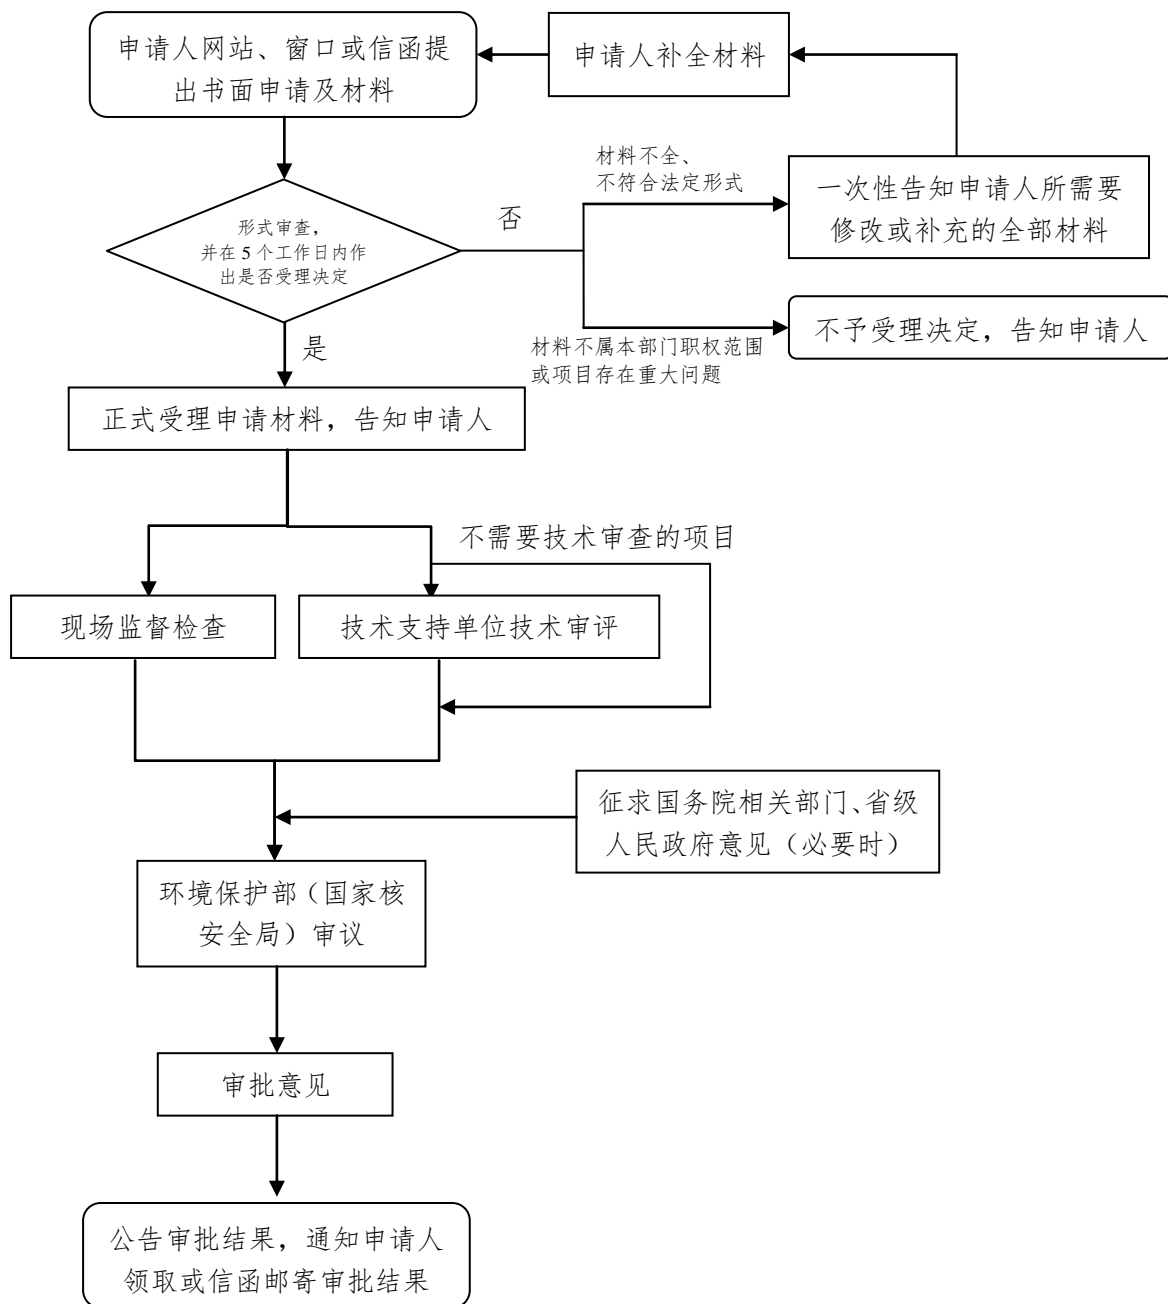 申请人网站、窗口或信函提
出书面申请及材料
申请人补全材料
材料不全、
不符合法定形式
一次性告知申请人所需要
修改或补充的全部材料
形式审查,
并在 5 个工作日内作
出是否受理决定
否
不予受理决定，告知申请人
材料不属本部门职权范围
或项目存在重大问题
是
正式受理申请材料，告知申请人
不需要技术审查的项目
现场监督检查
技术支持单位技术审评
征求国务院相关部门、省级
人民政府意见（必要时）
环境保护部（国家核
安全局）审议
审批意见
公告审批结果，通知申请人
领取或信函邮寄审批结果